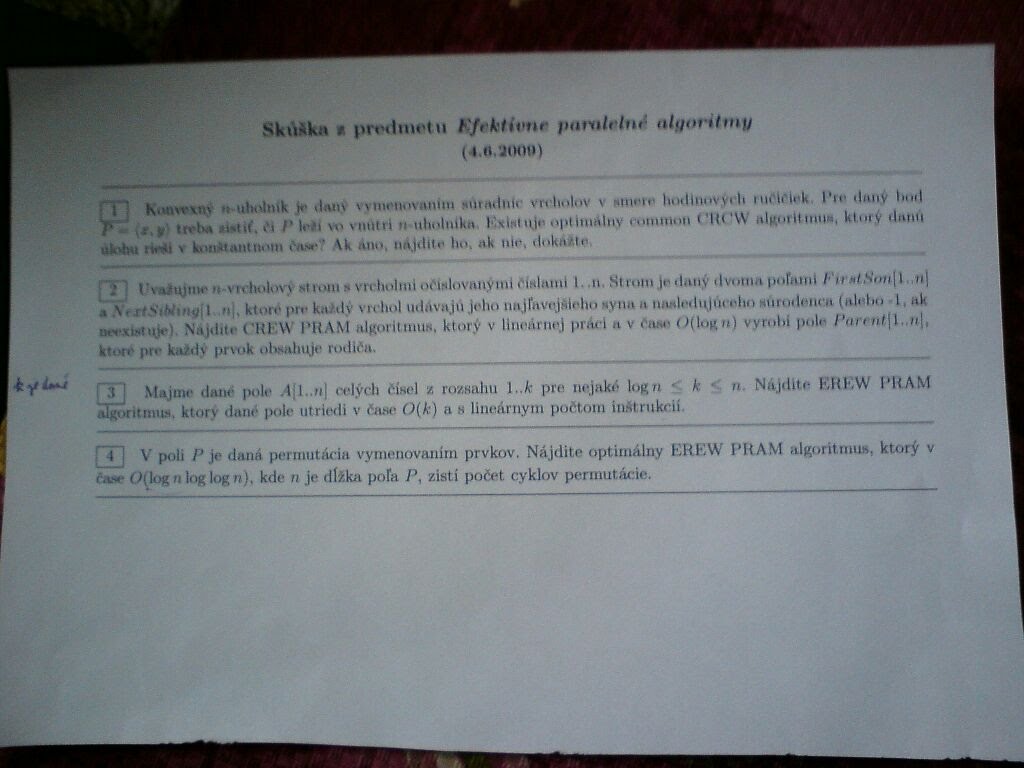 Skúška z predmetu Efektívne paralelné algoritmy
(4.6.2009)
1 Konvexný n-uholník je daný vymenovaním súradníc vrcholov v smere hodinových ručičiek. Pre daný bod
P = (x, y) treba zistiť, či P leží vo vnútri n-uholníka. Existuje optimálny common CRCW algoritmus, ktorý danú
úlohu rieši v konštantnom čase? Ak áno, nájdite ho, ak nie, dokážte.
2 Uvažujme n-vrcholový strom s vrcholmi očíslovanými číslami 1..n. Strom je daný dvoma poľami FirstSon[1..n]
a NextSibling[1..n], ktoré pre každý vrchol udávajú jeho najľavejšieho syna a nasledujúceho súrodenca (alebo -1, ak
neexistuje). Nájdite CREW PRAM algoritmus, ktorý v lineárnej práci a v čase O(log n) vyrobí pole Parent[1..n],
ktoré pre každý prvok obsahuje rodiča.
k je dané
3 Majme dané pole A[1..n] celých čísel z rozsahu 1..k pre nejaké log n ≤ k ≤ n. Nájdite EREW PRAM
algoritmus, ktorý dané pole utriedi v čase O(k) a s lineárnym počtom inštrukcií.
4 V poli P je daná permutácia vymenovaním prvkov. Nájdite optimálny EREW PRAM algoritmus, ktorý v
čase O(log n log log n), kde n je dĺžka poľa P, zistí počet cyklov permutácie.